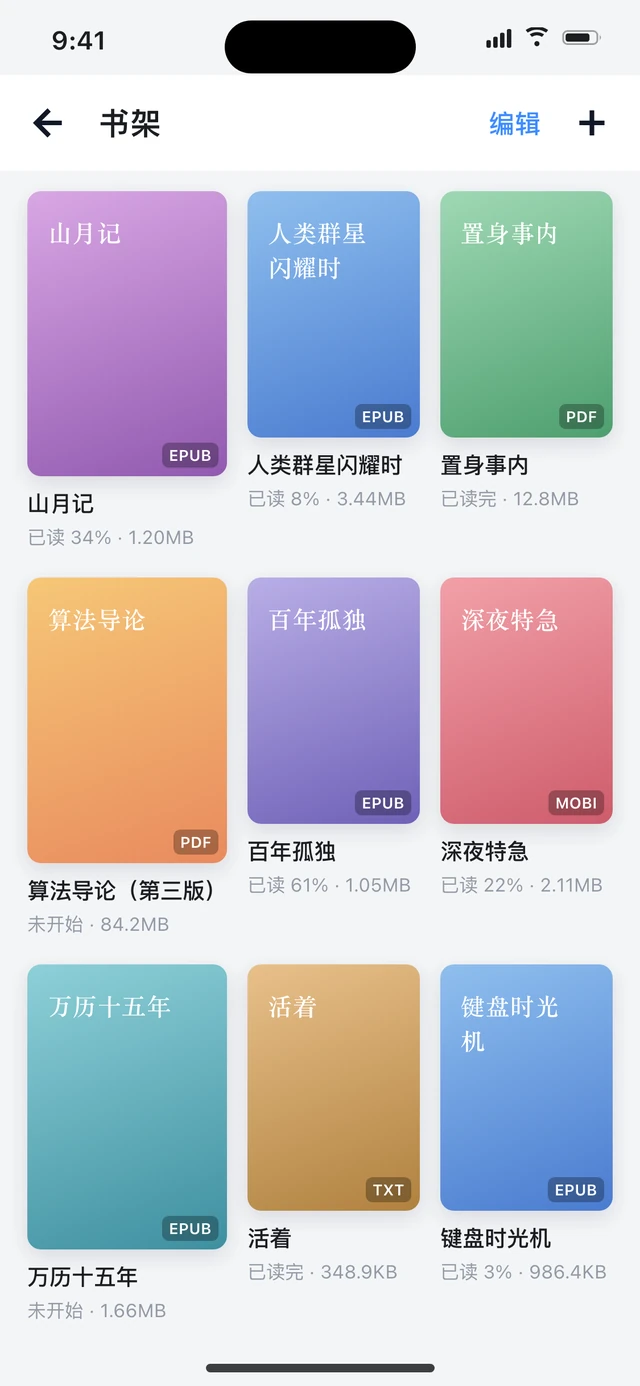 9:41
书架
编辑
山月记
EPUB
山月记
已读 34% · 1.20MB
人类群星
闪耀时
EPUB
人类群星闪耀时
已读 8% · 3.44MB
置身事内
PDF
置身事内
已读完 · 12.8MB
算法导论
PDF
算法导论（第三版）
未开始 · 84.2MB
百年孤独
EPUB
百年孤独
已读 61% · 1.05MB
深夜特急
MOBI
深夜特急
已读 22% · 2.11MB
万历十五年
EPUB
万历十五年
未开始 · 1.66MB
活着
TXT
活着
已读完 · 348.9KB
键盘时光
机
EPUB
键盘时光机
已读 3% · 986.4KB